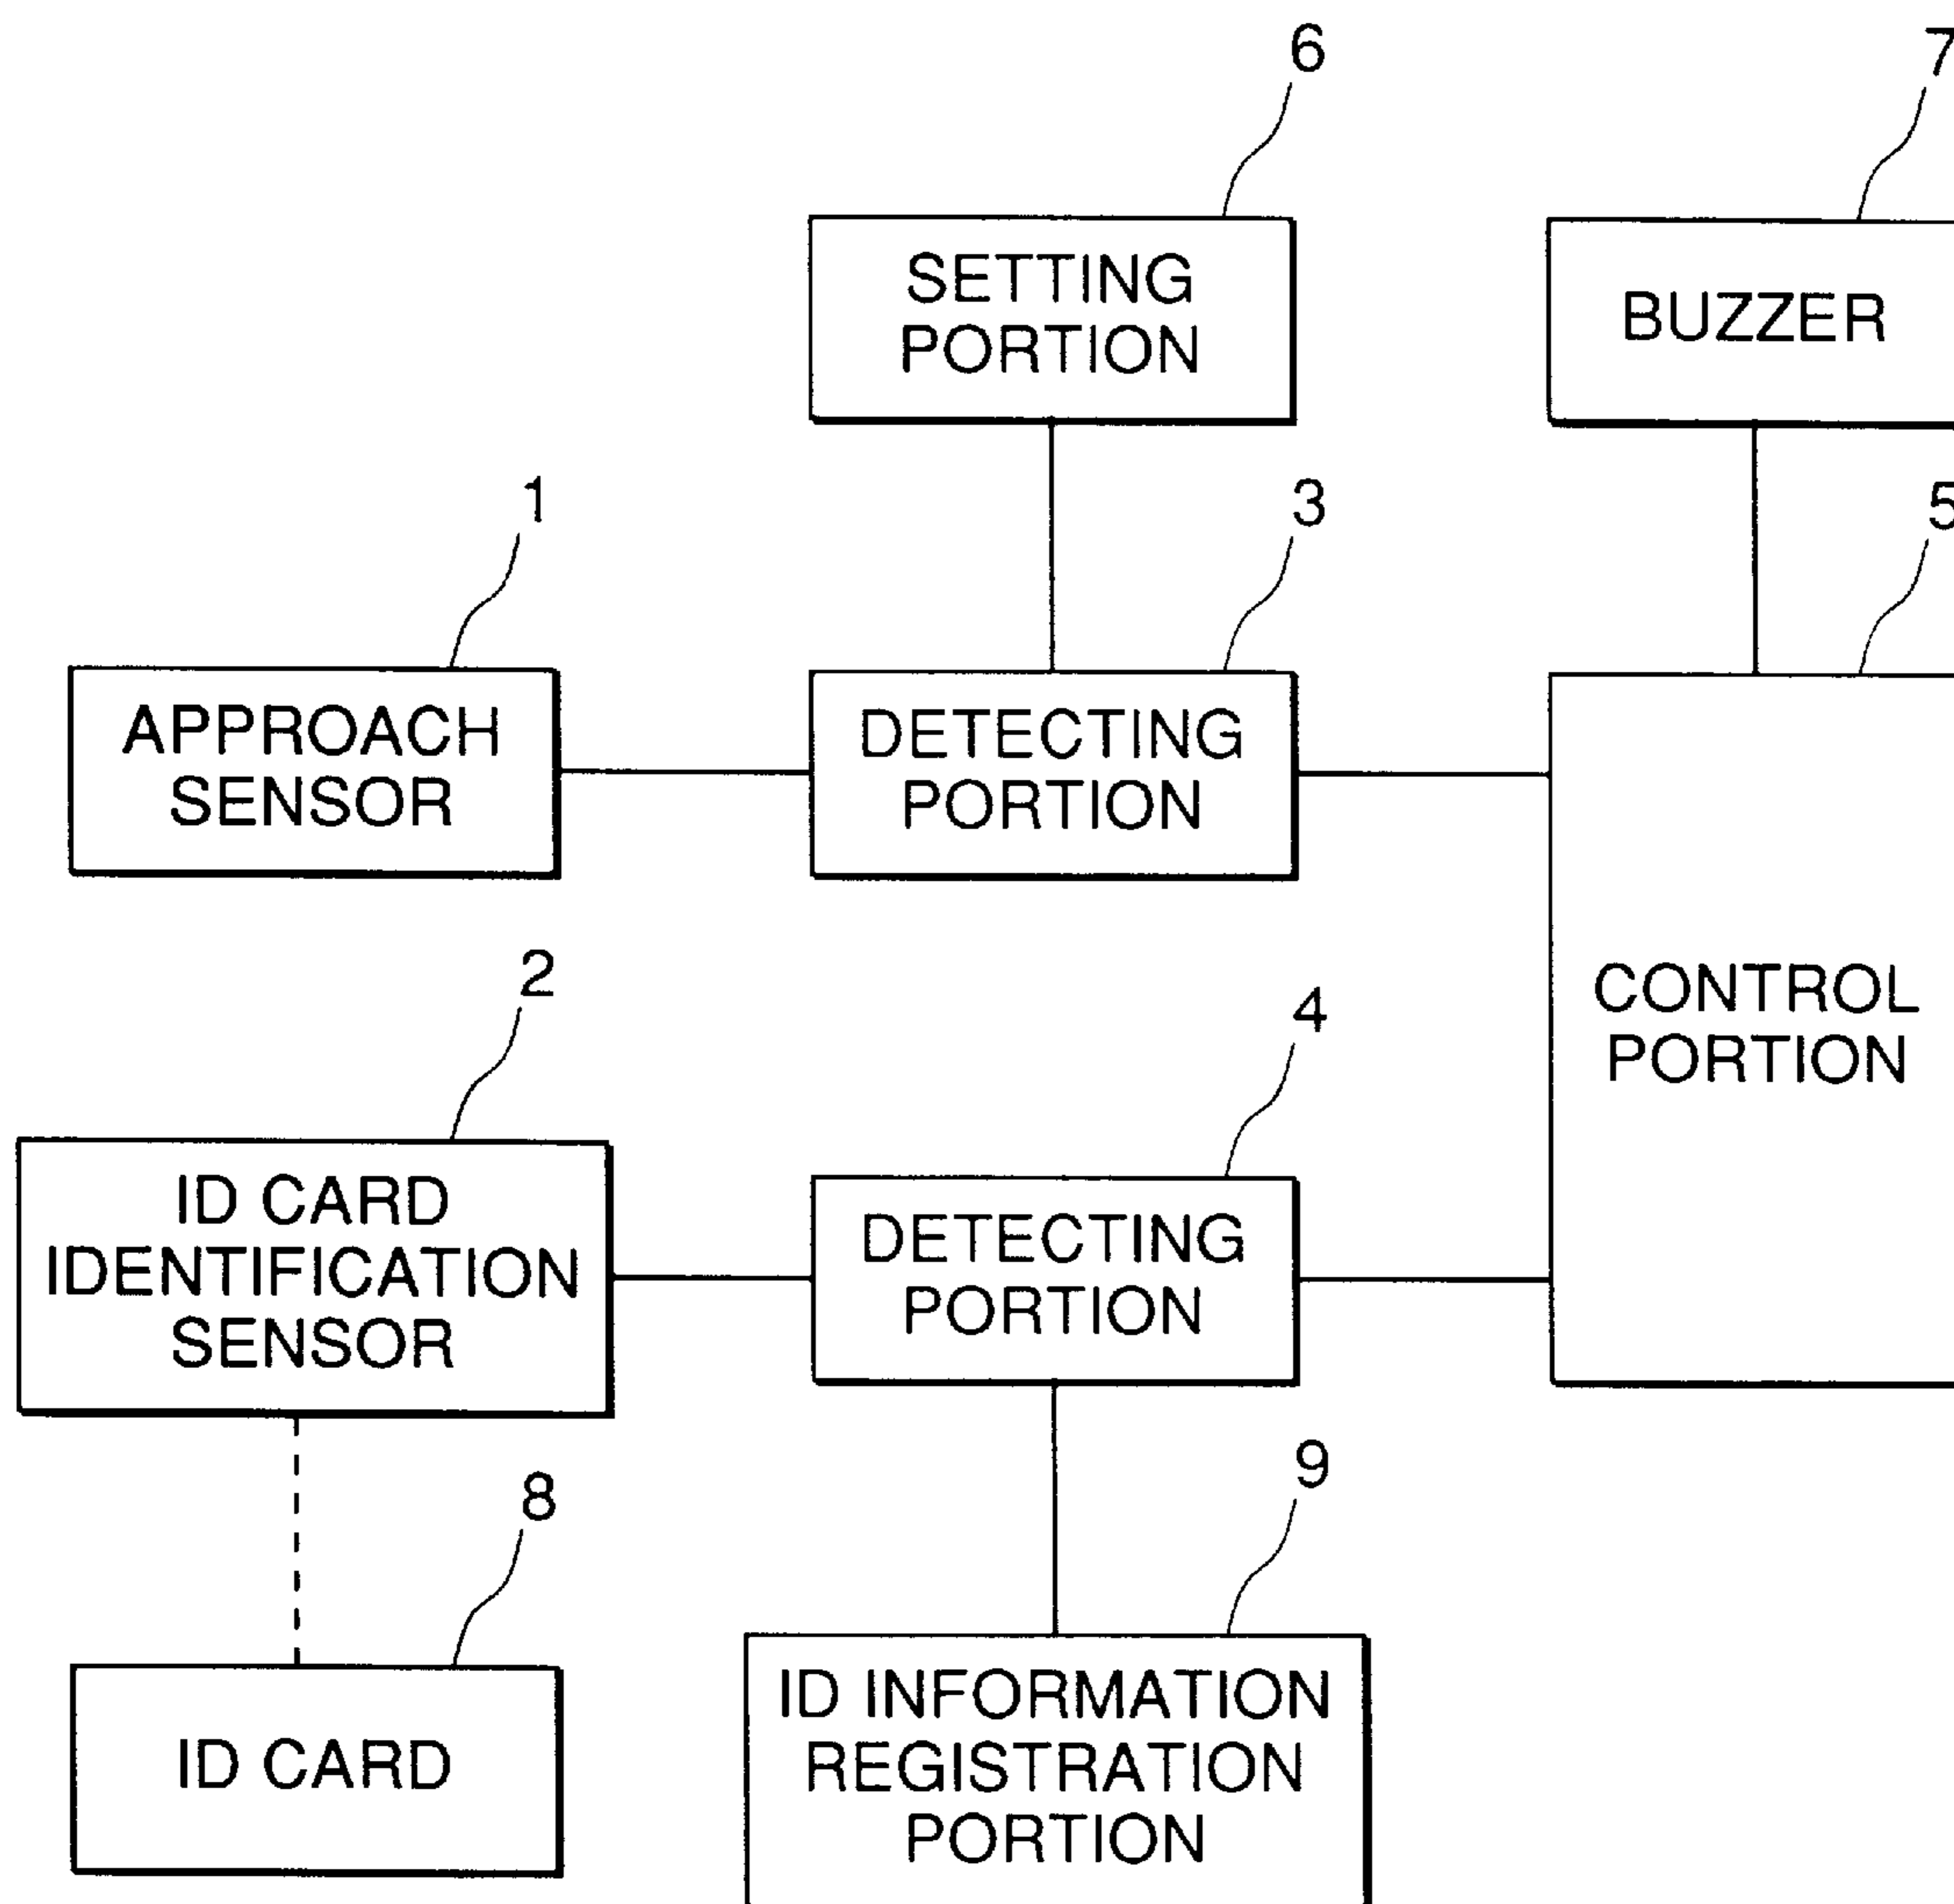 6
7
SETTING
PORTION
BUZZER
1
3
5
APPROACH
SENSOR
DETECTING
PORTION
2
4
CONTROL
PORTION
ID CARD
IDENTIFICATION
SENSOR
DETECTING
PORTION
8
9
ID CARD
ID INFORMATION
REGISTRATION
PORTION